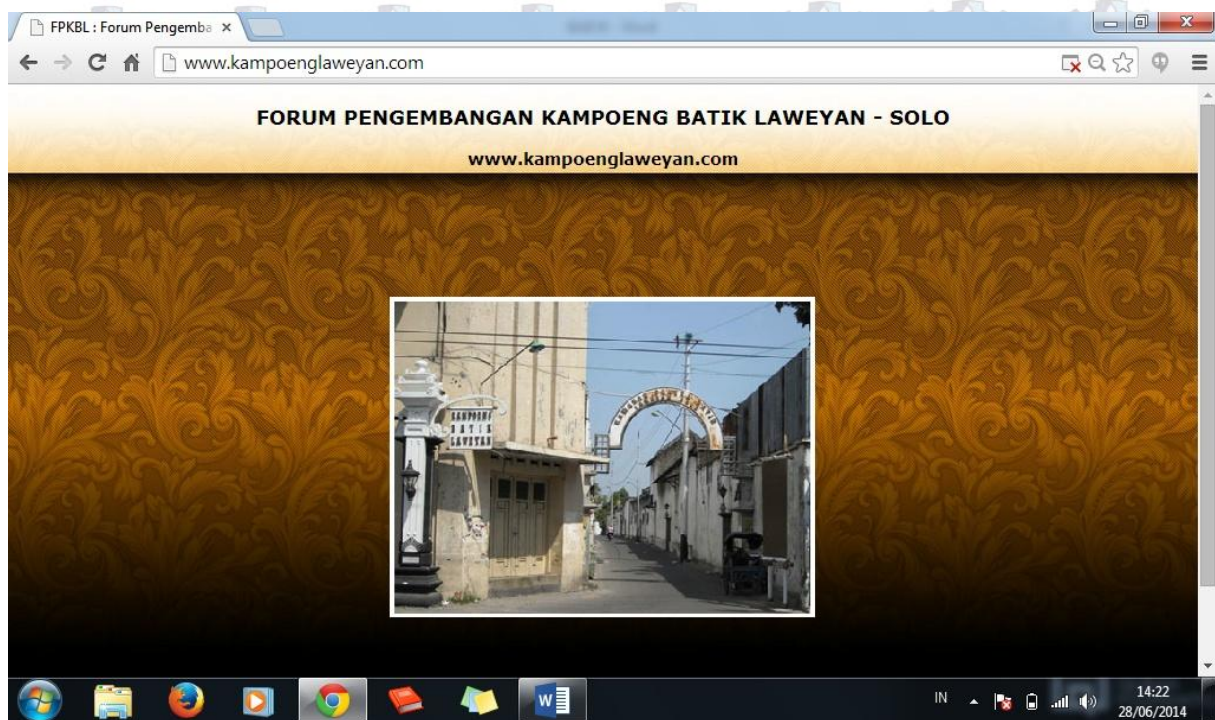 FPKBL : Forum Pengemba
www.kampoenglaweyan.com
FORUM PENGEMBANGAN KAMPOENG BATIK LAWEYAN - SOLO
www.kampoenglaweyan.com
KAMPOENG
BATIK
LAWEYAN
IN
14:22
28/06/2014